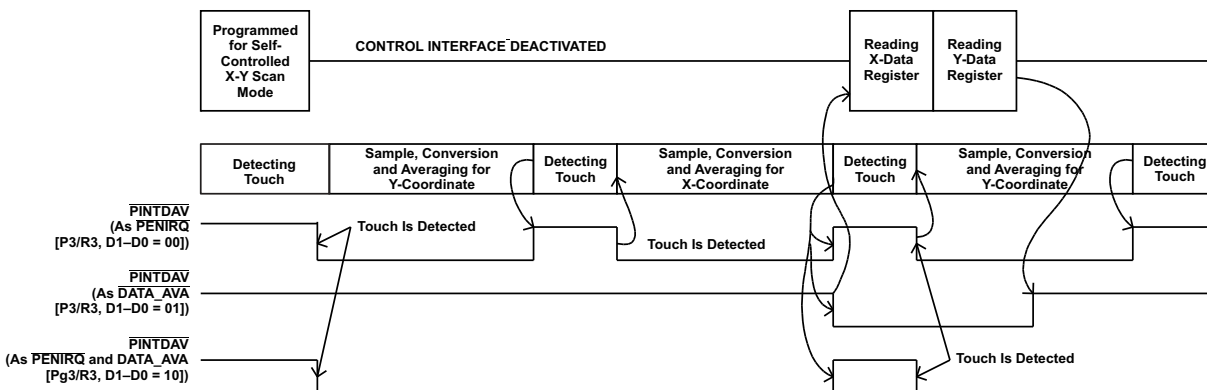 Programmed
for Self-
Controlled
X-Y Scan
Mode
CONTROL INTERFACE DEACTIVATED
Reading
X-Data
Register
Reading
Y-Data
Register
Detecting
Touch
Sample, Conversion
and Averaging for
Y-Coordinate
Detecting
Touch
Sample, Conversion
and Averaging for
X-Coordinate
Detecting
Touch
Sample, Conversion
and Averaging for
Y-Coordinate
Detecting
Touch
PINTDAV
(As PENIRQ
[P3/R3, D1–D0 = 00])
Touch Is Detected
Touch Is Detected
PINTDAV
(As DATA_AVA
[P3/R3, D1–D0 = 01])
PINTDAV
(As PENIRQ and DATA_AVA
[Pg3/R3, D1–D0 = 10])
Touch Is Detected